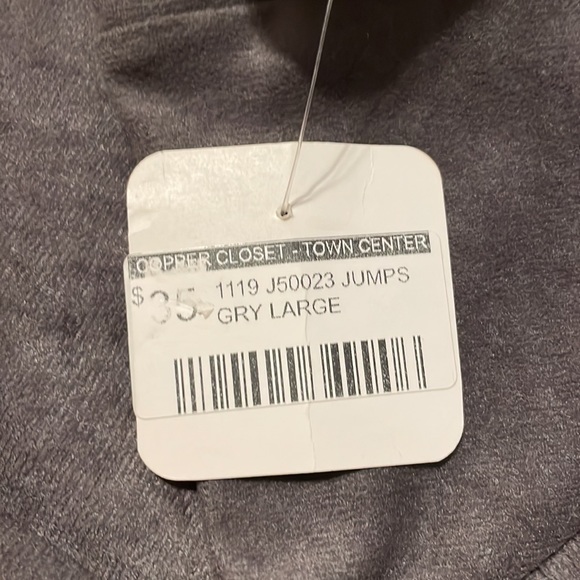 COPPER CLOSET - TOWN CENTER
$35 1119 J50023 JUMPS
GRY LARGE